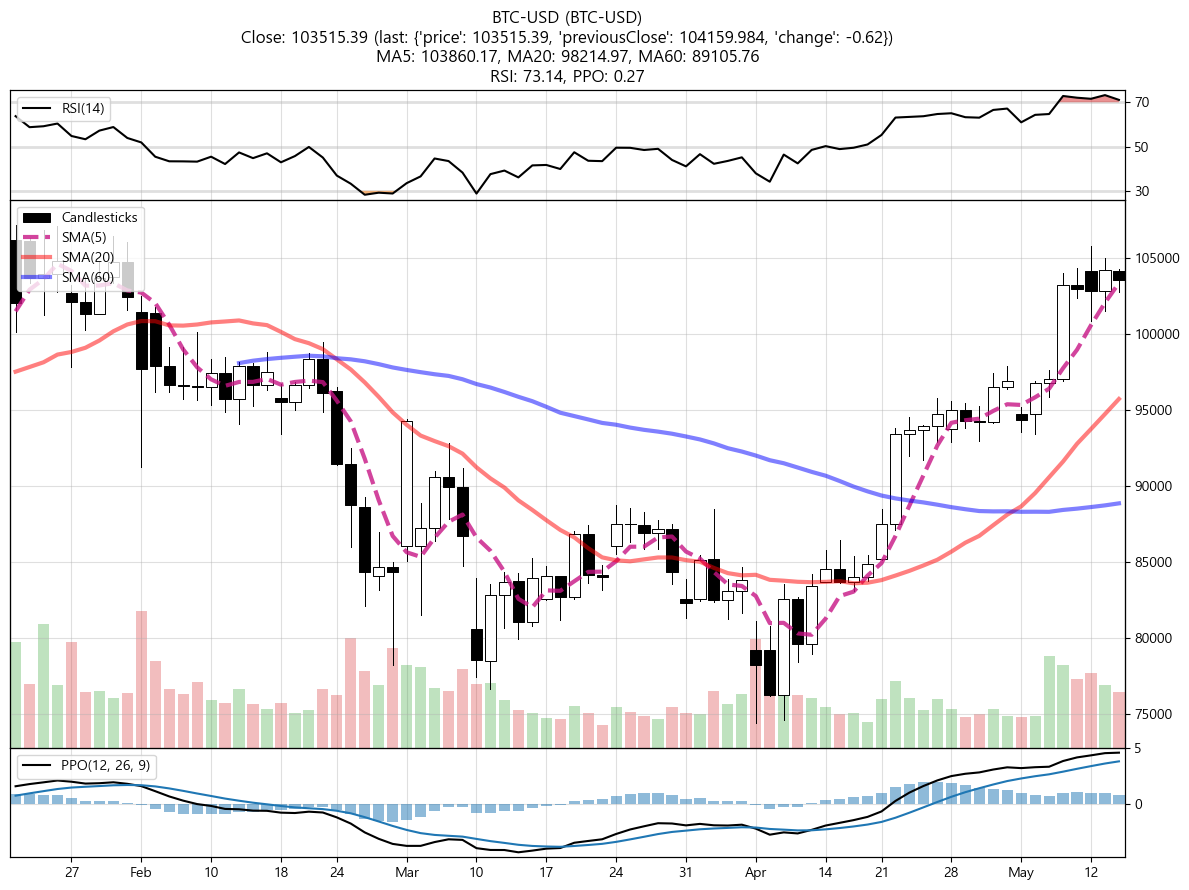 BTC-USD (BTC-USD)
Close: 103515.39 (last: {'price': 103515.39, 'previousClose': 104159.984, 'change': -0.62})
MA5: 103860.17, MA20: 98214.97, MA60: 89105.76
RSI: 73.14, PPO: 0.27
RSI(14)
70
50
30
Candlesticks
SMA(5)
SMA(20)
SMA(60)
105000
100000
95000
90000
85000
80000
75000
PPO(12, 26, 9)
5
0
27 Feb 10 18 24 Mar 10 17 24 31 Apr 14 21 28 May 12